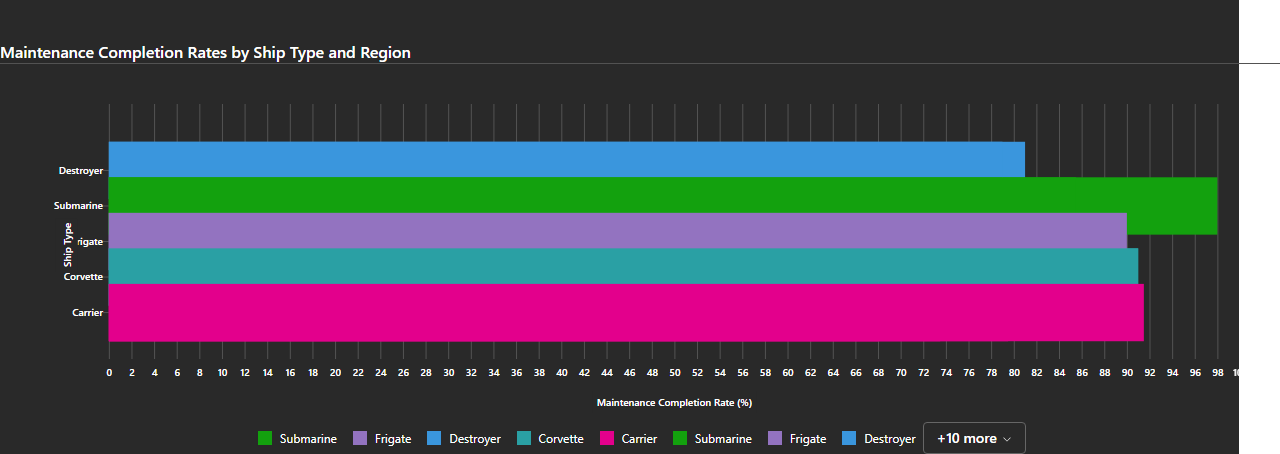 Maintenance Completion Rates by Ship Type and Region
Destroyer
Submarine
rigate
Corvette
Carrier
Ship Type
0 2 4 6 8 10 12 14 16 18 20 22 24 26 28 30 32 34 36 38 40 42 44 46 48 50 52 54 56 58 60 62 64 66 68 70 72 74 76 78 80 82 84 86 88 90 92 94 96 98 10
Maintenance Completion Rate (%)
Submarine Frigate Destroyer Corvette Carrier Submarine Frigate Destroyer +10 more